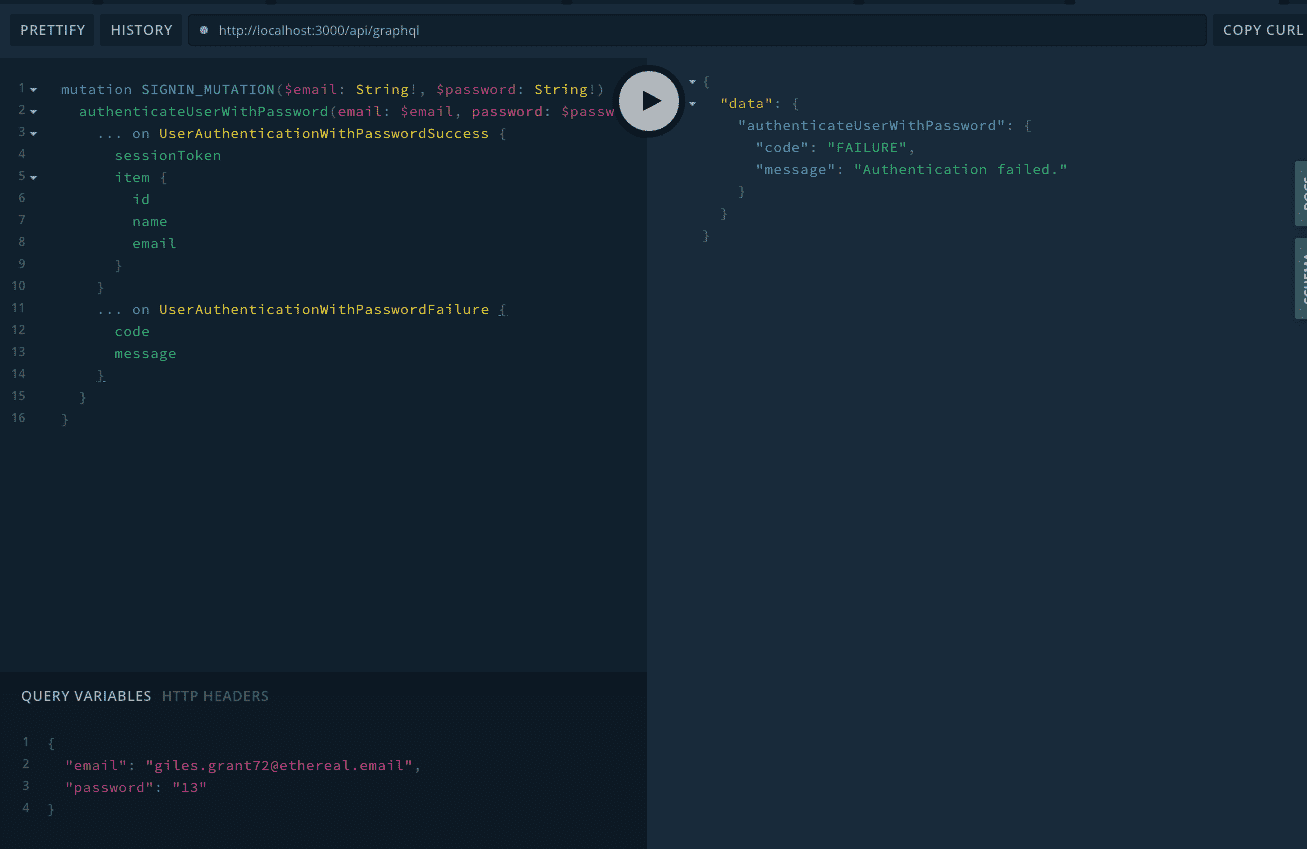 PRETTIFY HISTORY http://localhost:3000/api/graphql COPY CURL
1 mutation SIGNIN_MUTATION($email: String!, $password: String!)
2 authenticateUserWithPassword(email: $email, password: $passw
3 ... on UserAuthenticationWithPasswordSuccess {
4 sessionToken
5 item {
6 id
7 name
8 email
9 }
10 }
11 ... on UserAuthenticationWithPasswordFailure {
12 code
13 message
14 }
15 }
16 }
{
"data": {
"authenticateUserWithPassword": {
"code": "FAILURE",
"message": "Authentication failed."
}
}
}
DOCS
SCHEMA
QUERY VARIABLES HTTP HEADERS
1 {
2 "email": "giles.grant72@ethereal.email",
3 "password": "13"
4 }